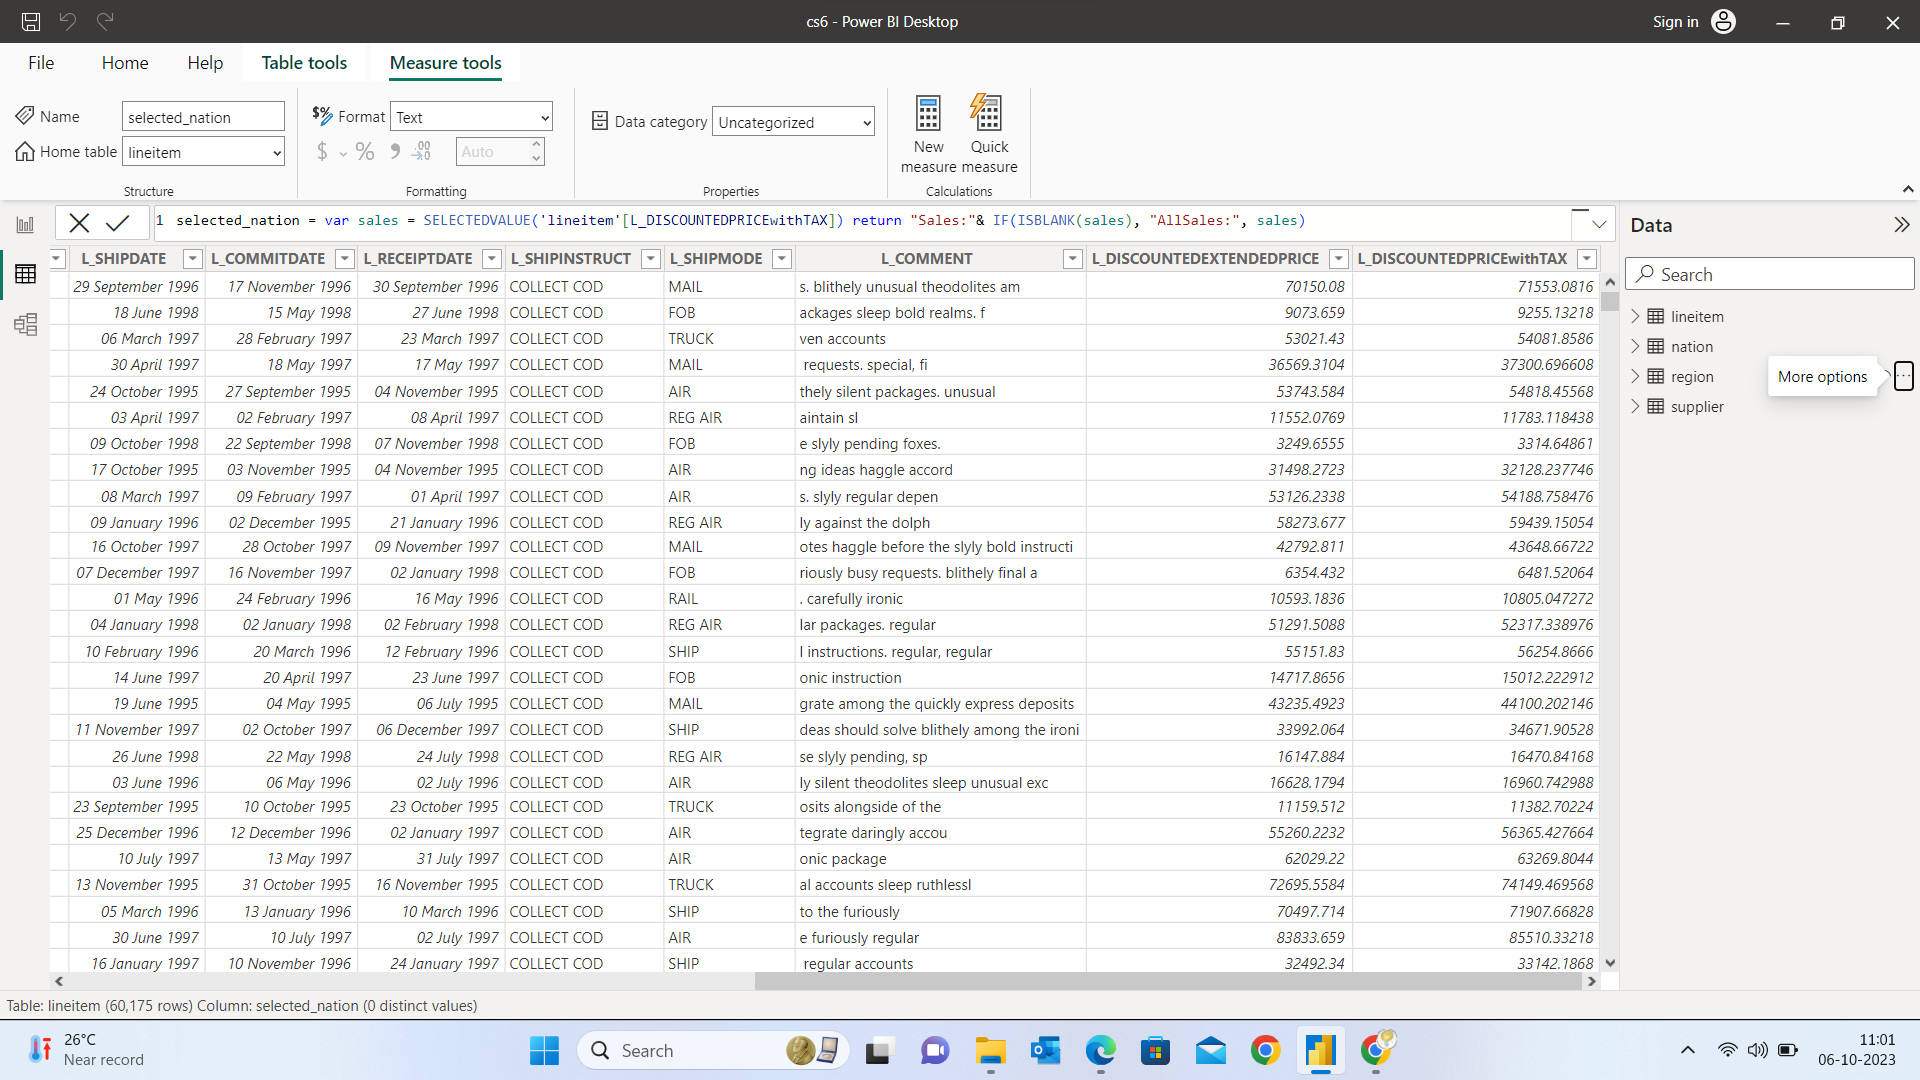 cs6 - Power BI Desktop
Sign in
File Home Help Table tools Measure tools
Name selected_nation
Home table lineitem
Structure
Format Text
$ % 9 .00 →0 Auto
Formatting
Data category Uncategorized
Properties
New measure
Quick measure
Calculations
1 selected_nation = var sales = SELECTEDVALUE('lineitem'[L_DISCOUNTEDPRICEwithTAX]) return "Sales:"& IF(ISBLANK(sales), "AllSales:", sales)
L_SHIPDATE L_COMMITDATE L_RECEIPTDATE L_SHIPINSTRUCT L_SHIPMODE L_COMMENT L_DISCOUNTEDEXTENDEDPRICE L_DISCOUNTEDPRICEwithTAX
29 September 1996 17 November 1996 30 September 1996 COLLECT COD MAIL s. blithely unusual theodolites am 70150.08 71553.0816
18 June 1998 15 May 1998 27 June 1998 COLLECT COD FOB ackages sleep bold realms. f 9073.659 9255.13218
06 March 1997 28 February 1997 23 March 1997 COLLECT COD TRUCK ven accounts 53021.43 54081.8586
30 April 1997 18 May 1997 17 May 1997 COLLECT COD MAIL requests. special, fi 36569.3104 37300.696608
24 October 1995 27 September 1995 04 November 1995 COLLECT COD AIR thely silent packages. unusual 53743.584 54818.45568
03 April 1997 02 February 1997 08 April 1997 COLLECT COD REG AIR aintain sl 11552.0769 11783.118438
09 October 1998 22 September 1998 07 November 1998 COLLECT COD FOB e slyly pending foxes. 3249.6555 3314.64861
17 October 1995 03 November 1995 04 November 1995 COLLECT COD AIR ng ideas haggle accord 31498.2723 32128.237746
08 March 1997 09 February 1997 01 April 1997 COLLECT COD AIR s. slyly regular depen 53126.2338 54188.758476
09 January 1996 02 December 1995 21 January 1996 COLLECT COD REG AIR ly against the dolph 58273.677 59439.15054
16 October 1997 28 October 1997 09 November 1997 COLLECT COD MAIL otes haggle before the slyly bold instructi 42792.811 43648.66722
07 December 1997 16 November 1997 02 January 1998 COLLECT COD FOB riously busy requests. blithely final a 6354.432 6481.52064
01 May 1996 24 February 1996 16 May 1996 COLLECT COD RAIL . carefully ironic 10593.1836 10805.047272
04 January 1998 02 January 1998 02 February 1998 COLLECT COD REG AIR lar packages. regular 51291.5088 52317.338976
10 February 1996 20 March 1996 12 February 1996 COLLECT COD SHIP l instructions. regular, regular 55151.83 56254.8666
14 June 1997 20 April 1997 23 June 1997 COLLECT COD FOB onic instruction 14717.8656 15012.222912
19 June 1995 04 May 1995 06 July 1995 COLLECT COD MAIL grate among the quickly express deposits 43235.4923 44100.202146
11 November 1997 02 October 1997 06 December 1997 COLLECT COD SHIP deas should solve blithely among the ironi 33992.064 34671.90528
26 June 1998 22 May 1998 24 July 1998 COLLECT COD REG AIR se slyly pending, sp 16147.884 16470.84168
03 June 1996 06 May 1996 02 July 1996 COLLECT COD AIR ly silent theodolites sleep unusual exc 16628.1794 16960.742988
23 September 1995 10 October 1995 23 October 1995 COLLECT COD TRUCK osits alongside of the 11159.512 11382.70224
25 December 1996 12 December 1996 02 January 1997 COLLECT COD AIR tegrate daringly accou 55260.2232 56365.427664
10 July 1997 13 May 1997 31 July 1997 COLLECT COD AIR onic package 62029.22 63269.8044
13 November 1995 31 October 1995 16 November 1995 COLLECT COD TRUCK al accounts sleep ruthlessl 72695.5584 74149.469568
05 March 1996 13 January 1996 10 March 1996 COLLECT COD SHIP to the furiously 70497.714 71907.66828
30 June 1997 10 July 1997 02 July 1997 COLLECT COD AIR e furiously regular 83833.659 85510.33218
16 January 1997 10 November 1996 24 January 1997 COLLECT COD SHIP regular accounts 32492.34 33142.1868
Data
Search
lineitem
nation
region
More options
supplier
Table: lineitem (60,175 rows) Column: selected_nation (0 distinct values)
26°C
Near record
Search
11:01
06-10-2023